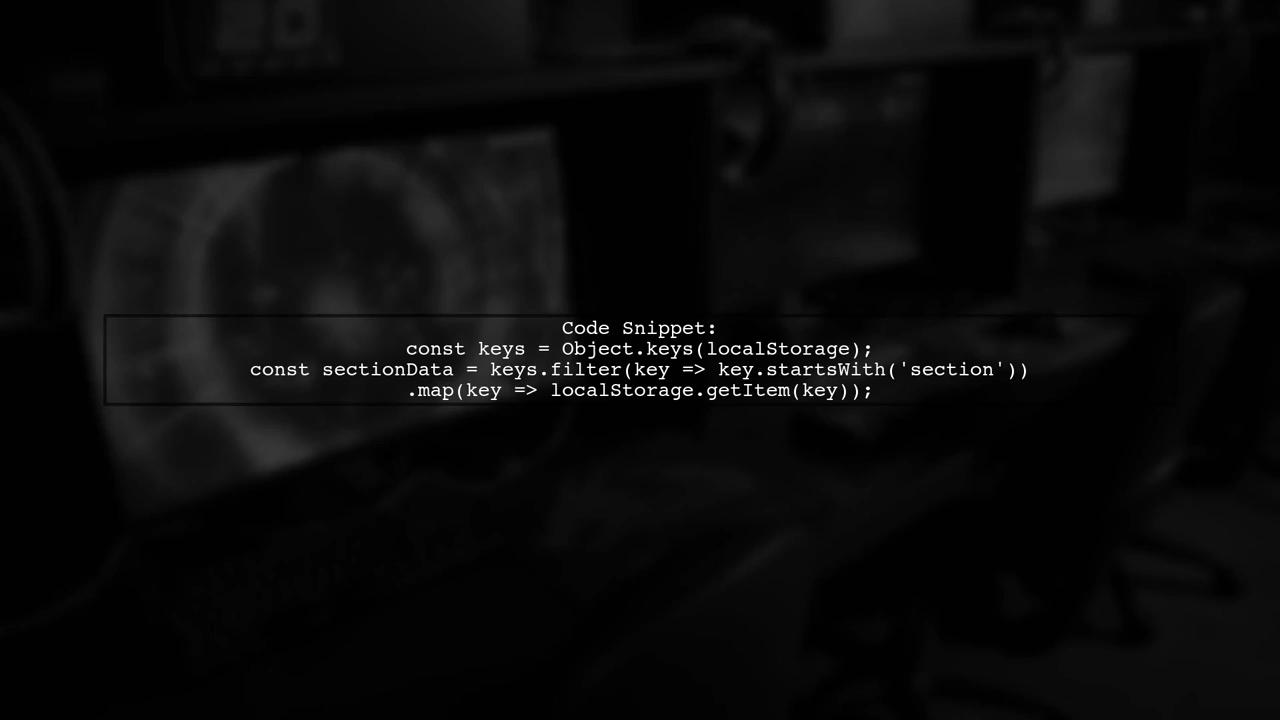 Code Snippet:
const keys = Object.keys(localStorage);
const sectionData = keys.filter(key => key.startsWith('section'))
.map(key => localStorage.getItem(key));